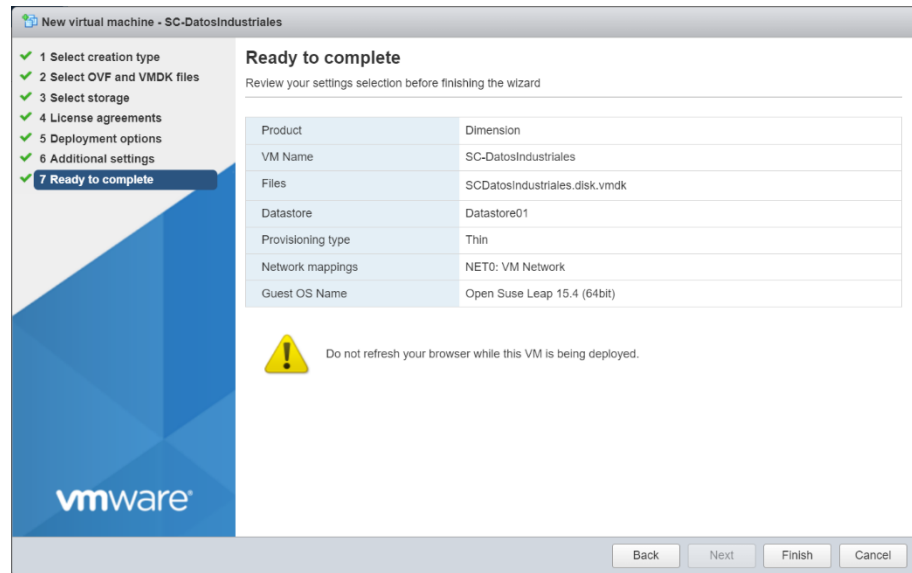 New virtual machine - SC-DatosIndustriales
1 Select creation type
2 Select OVF and VMDK files
3 Select storage
4 License agreements
5 Deployment options
6 Additional settings
7 Ready to complete
vmware®
Ready to complete
Review your settings selection before finishing the wizard
Product Dimension
VM Name SC-DatosIndustriales
Files SCDatosIndustriales.disk.vmdk
Datastore Datastore01
Provisioning type Thin
Network mappings NET0: VM Network
Guest OS Name Open Suse Leap 15.4 (64bit)
Do not refresh your browser while this VM is being deployed.
Back Next Finish Cancel